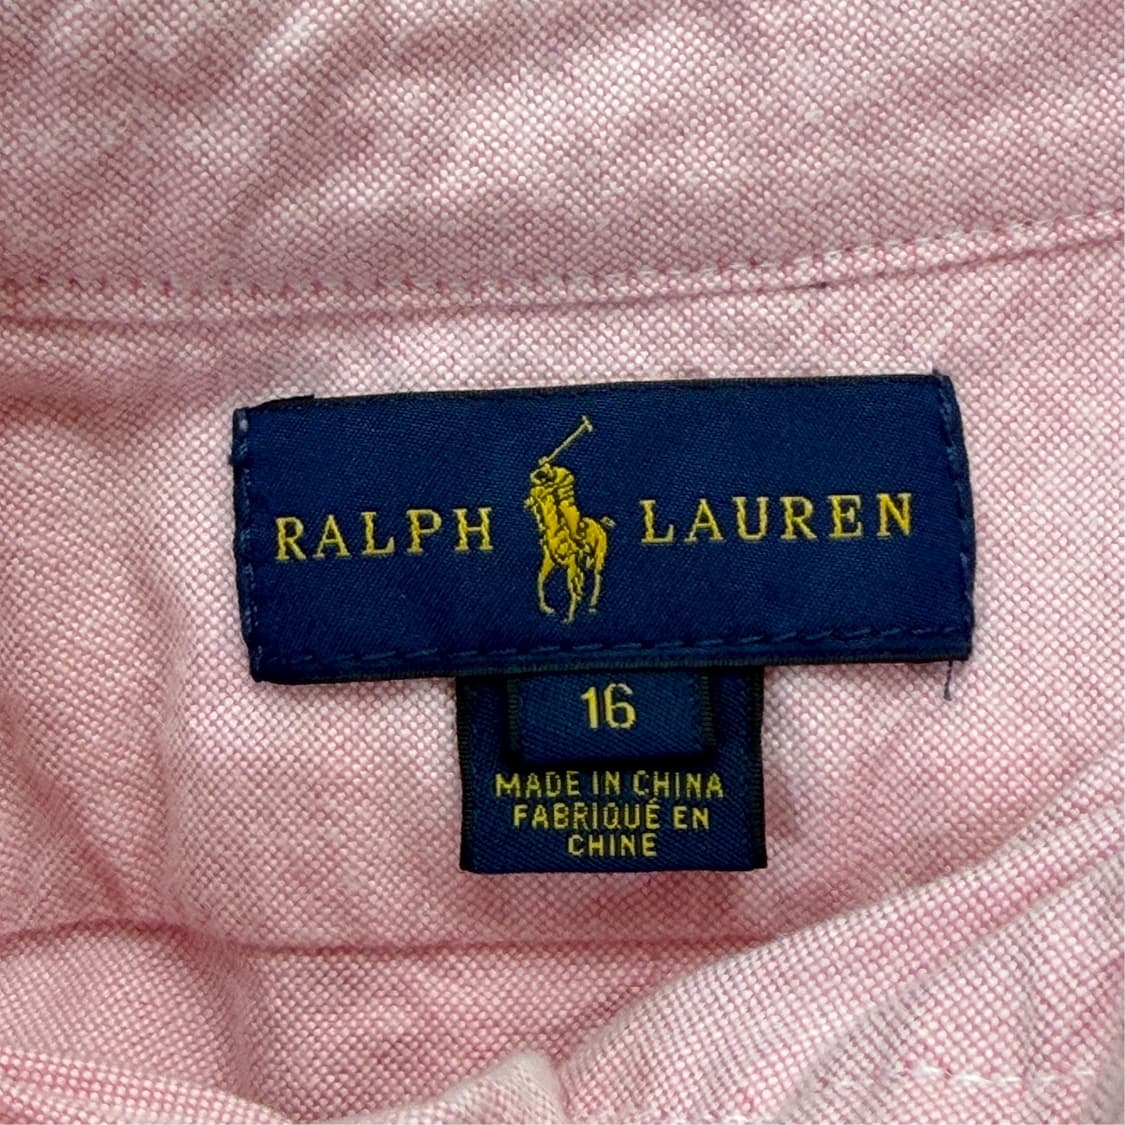 RALPH LAUREN
16
MADE IN CHINA
FABRIQUÉ EN
CHINE